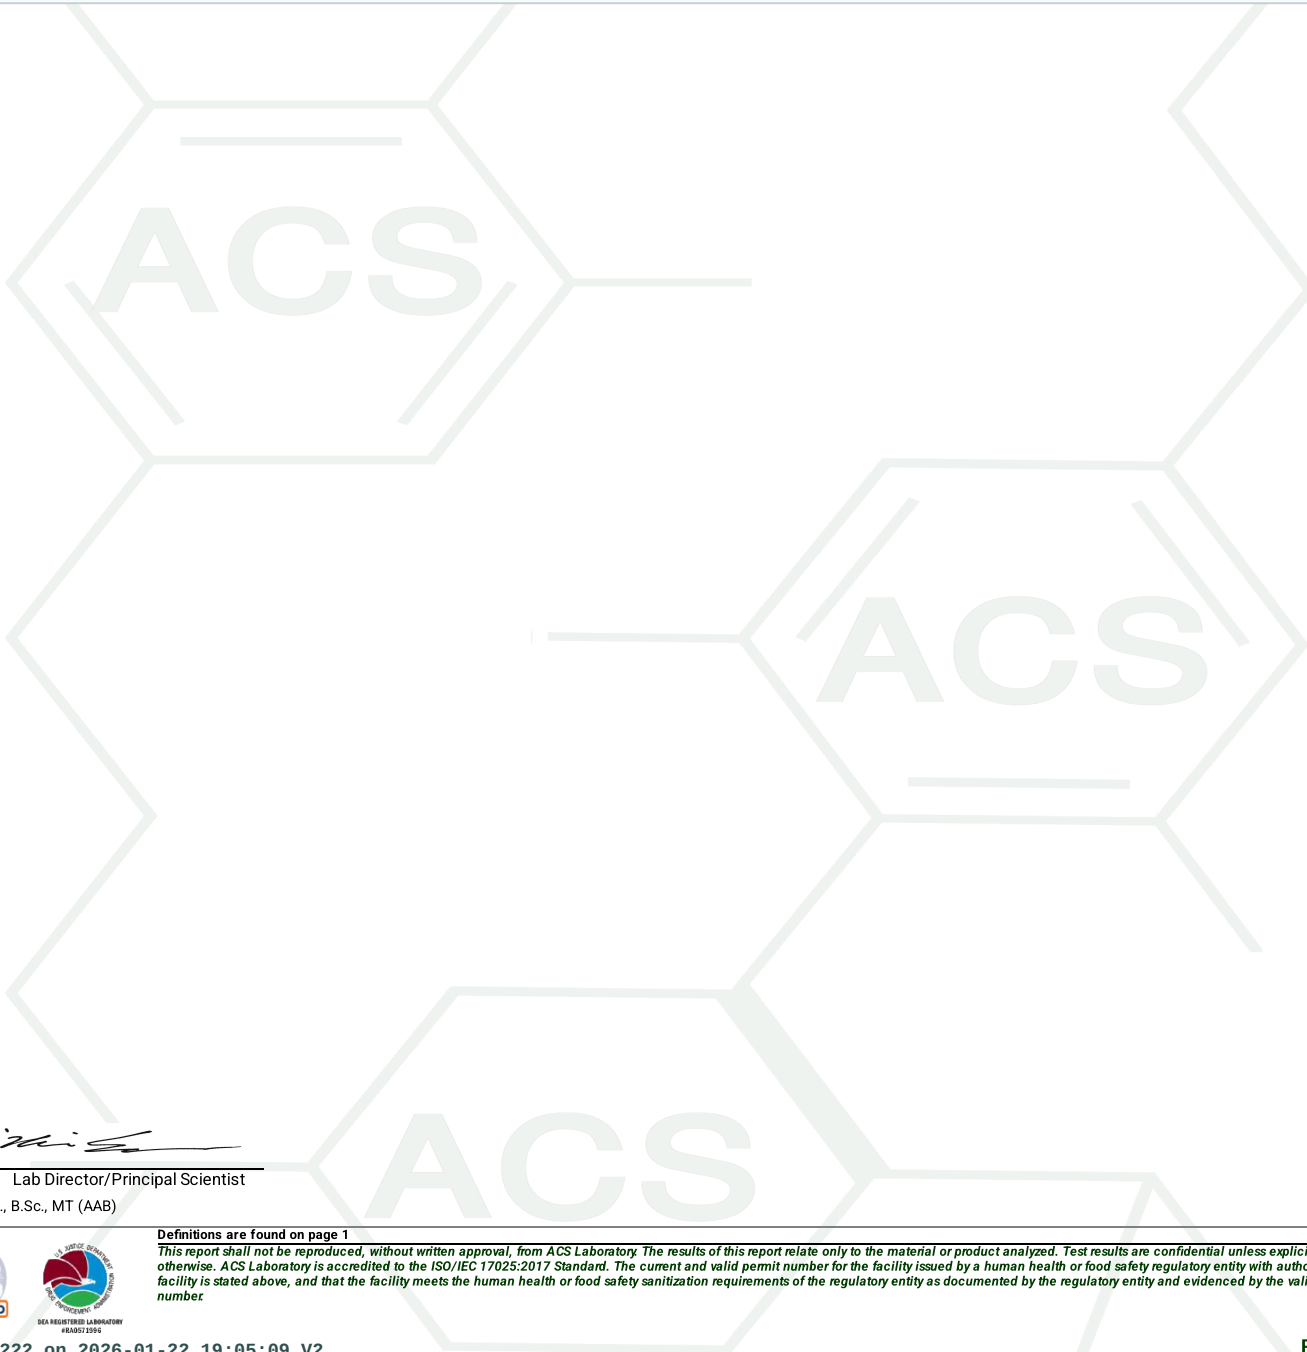 ACS
ACS
ACS
Lab Director/Principal Scientist
., B.Sc., MT (AAB)
Definitions are found on page 1
This report shall not be reproduced, without written approval, from ACS Laboratory. The results of this report relate only to the material or product analyzed. Test results are confidential unless explici
otherwise. ACS Laboratory is accredited to the ISO/IEC 17025:2017 Standard. The current and valid permit number for the facility issued by a human health or food safety regulatory entity with autho
facility is stated above, and that the facility meets the human health or food safety sanitization requirements of the regulatory entity as documented by the regulatory entity and evidenced by the vali
number.
U.S. JUSTICE DEPARTMENT
DRUG ENFORCEMENT ADMINISTRATION
DEA REGISTERED LABORATORY
#RA0571996
222 on 2026-01-22 19:05:09 V2